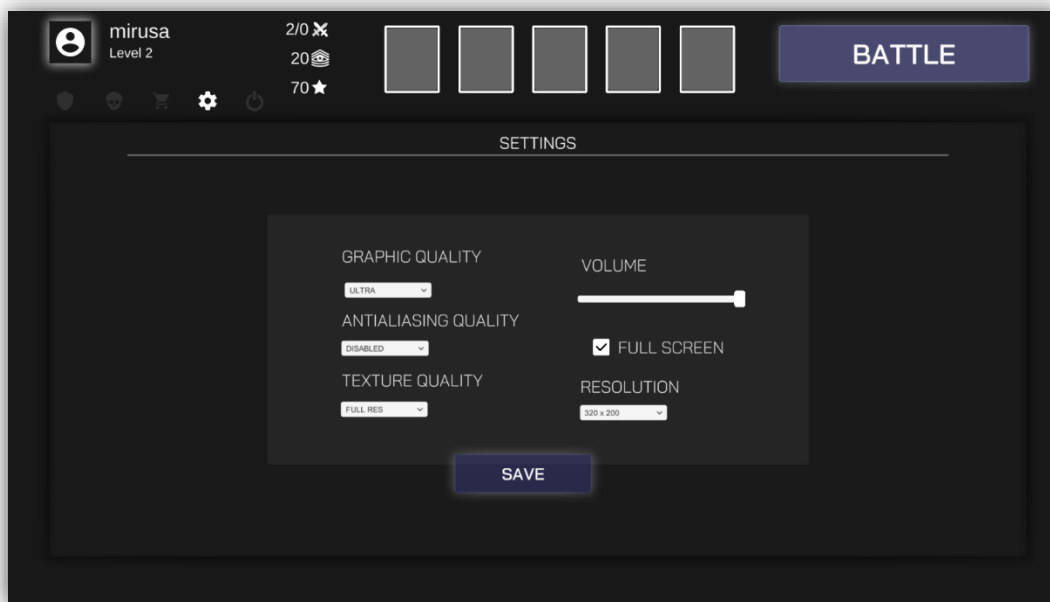 mirusa
Level 2
2/0
20
70
BATTLE
SETTINGS
GRAPHIC QUALITY
ULTRA
ANTIALIASING QUALITY
DISABLED
TEXTURE QUALITY
FULL RES
VOLUME
FULL SCREEN
RESOLUTION
320 x 200
SAVE